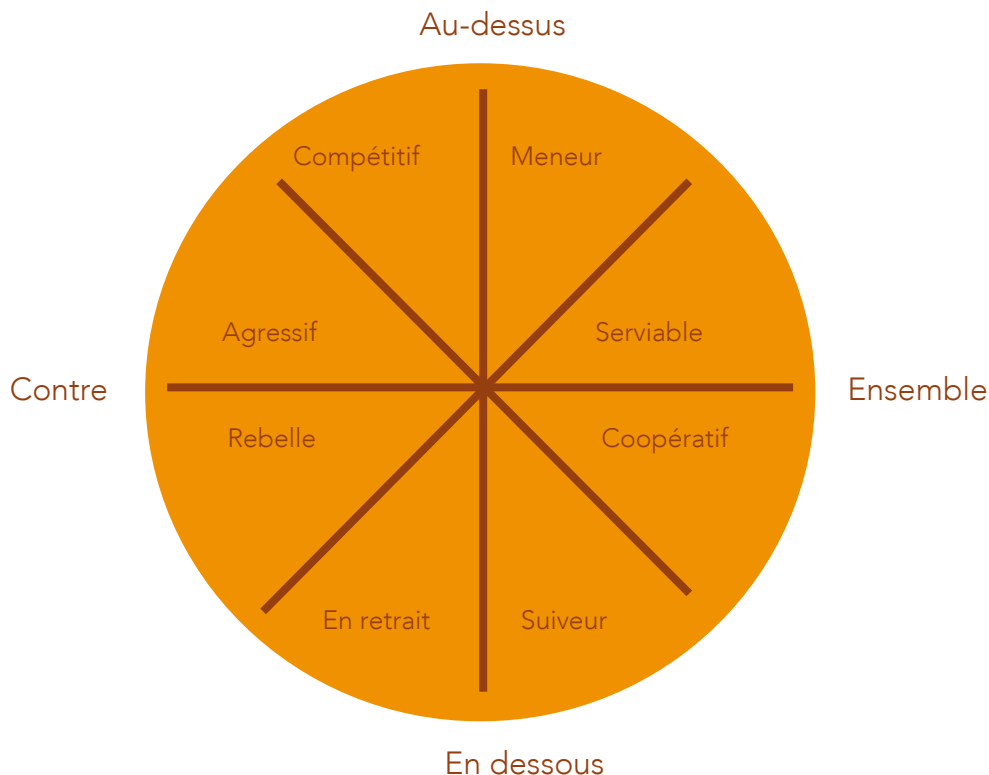 Au-dessus
Compétitif
Meneur
Agressif
Serviable
Contre
Ensemble
Rebelle
Coopératif
En retrait
Suiveur
En dessous